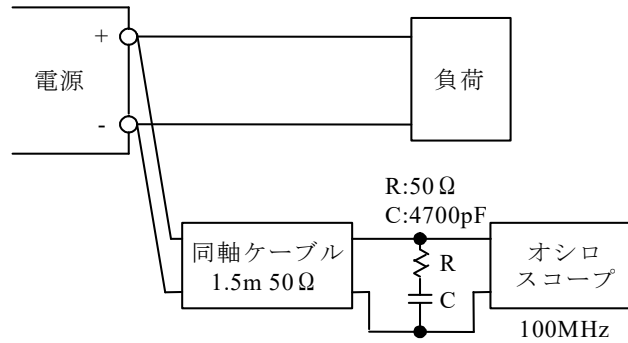 +
電源
-
負荷
R:50Ω
C:4700pF
同軸ケーブル
1.5m 50Ω
R
C
オシロ
スコープ
100MHz